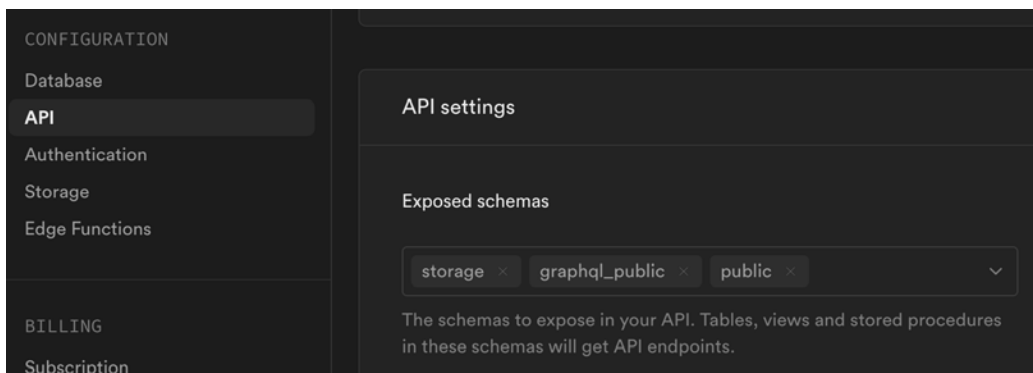 CONFIGURATION
Database
API
Authentication
Storage
Edge Functions
BILLING
Subscription
API settings
Exposed schemas
storage × graphql_public × public ×
The schemas to expose in your API. Tables, views and stored procedures
in these schemas will get API endpoints.